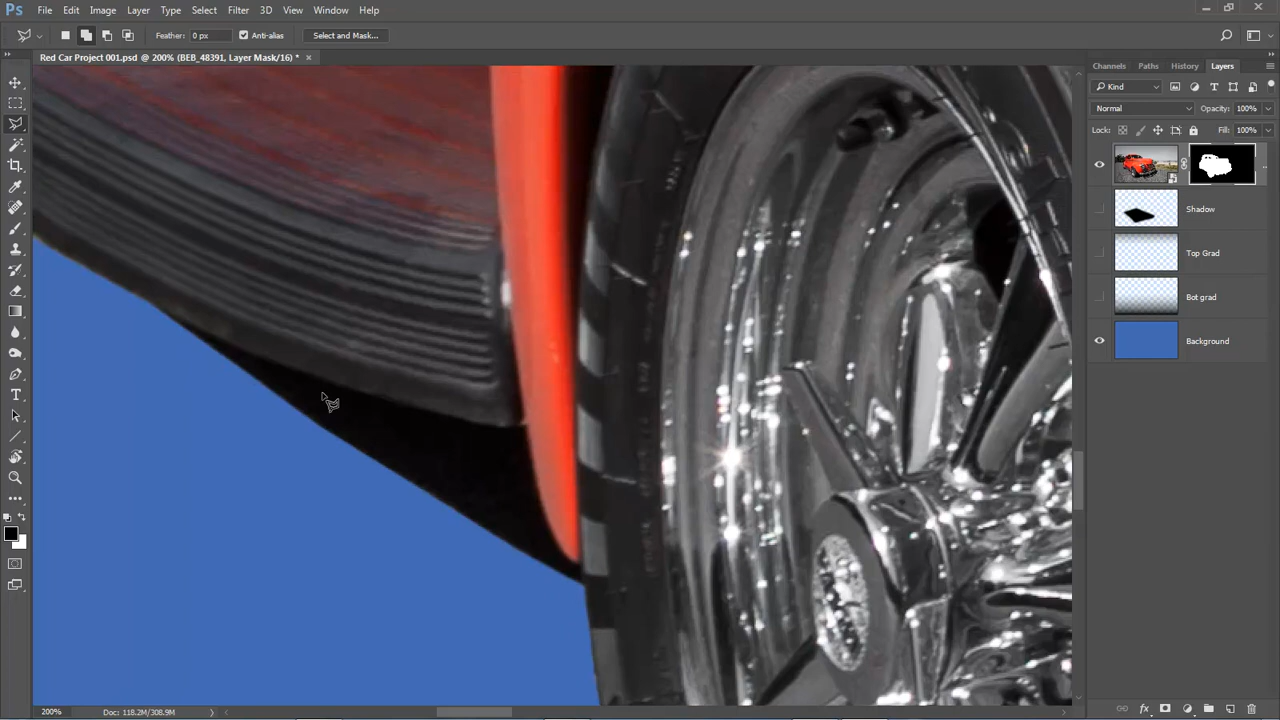 Ps File Edit Image Layer Type Select Filter 3D View Window Help
Feather: 0 px Anti-alias Select and Mask...
Red Car Project 001.psd @ 200% (BEB_48391, Layer Mask/16) * ×
Channels Paths History Layers
Kind
Normal Opacity: 100%
Lock: Fill: 100%
Shadow
Top Grad
Bot grad
Background
200% Doc: 118.2M/308.9M